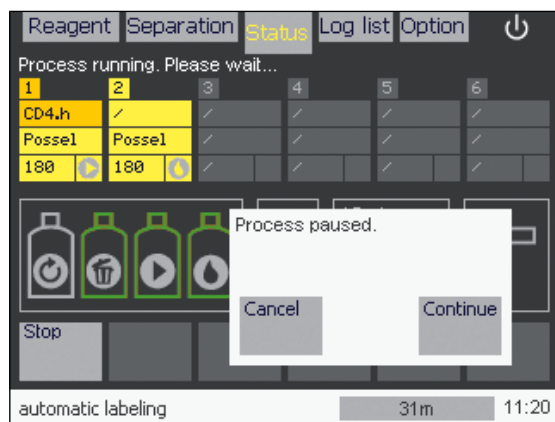 Reagent Separation Status Log list Option
Process running. Please wait...
1 2 3 4 5 6
CD4.h / / / / /
Possel Possel / / / /
180 180 / / / /
Process paused.
Cancel Continue
Stop
automatic labeling 31m 11:20